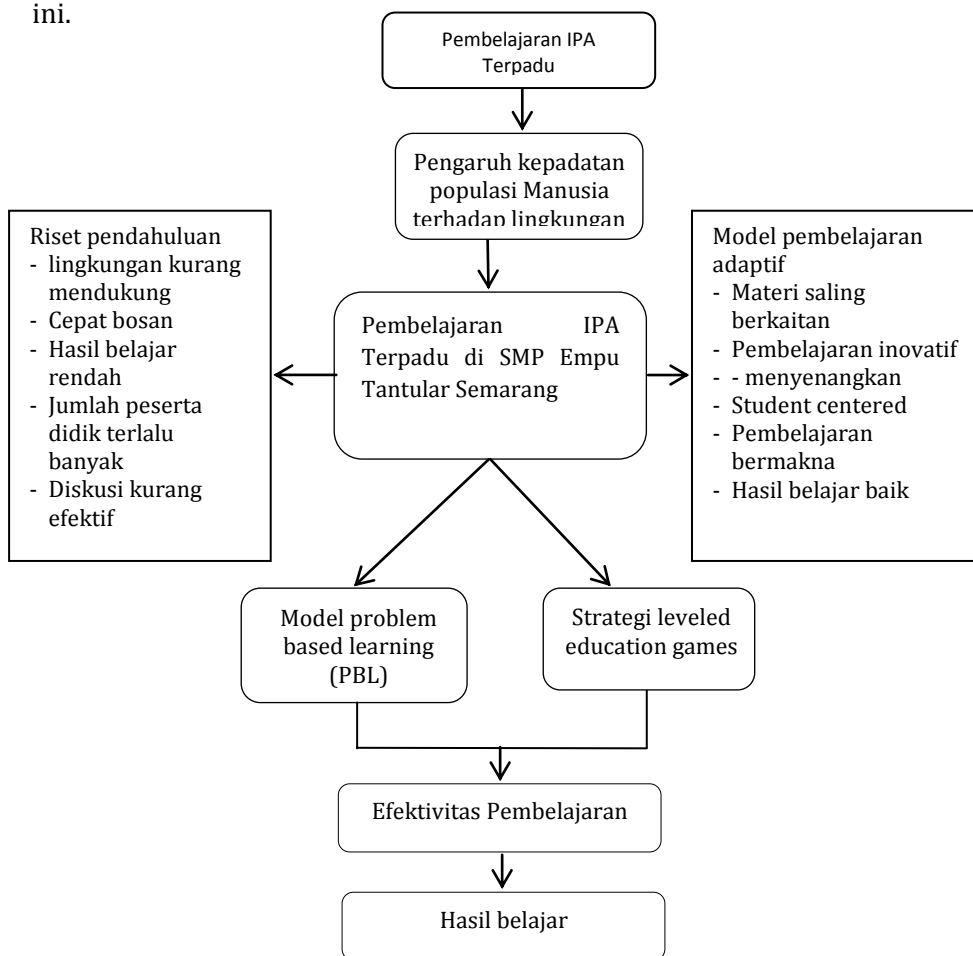 ini.
Pembelajaran IPA
Terpadu
Pengaruh kepadatan
populasi Manusia
terhadap lingkungan
Riset pendahuluan
- lingkungan kurang
mendukung
- Cepat bosan
- Hasil belajar
rendah
- Jumlah peserta
didik terlalu
banyak
- Diskusi kurang
efektif
Pembelajaran IPA
Terpadu di SMP Empu
Tantular Semarang
Model pembelajaran
adaptif
- Materi saling
berkaitan
- Pembelajaran inovatif
- - menyenangkan
- Student centered
- Pembelajaran
bermakna
- Hasil belajar baik
Model problem
based learning
(PBL)
Strategi leveled
education games
Efektivitas Pembelajaran
Hasil belajar